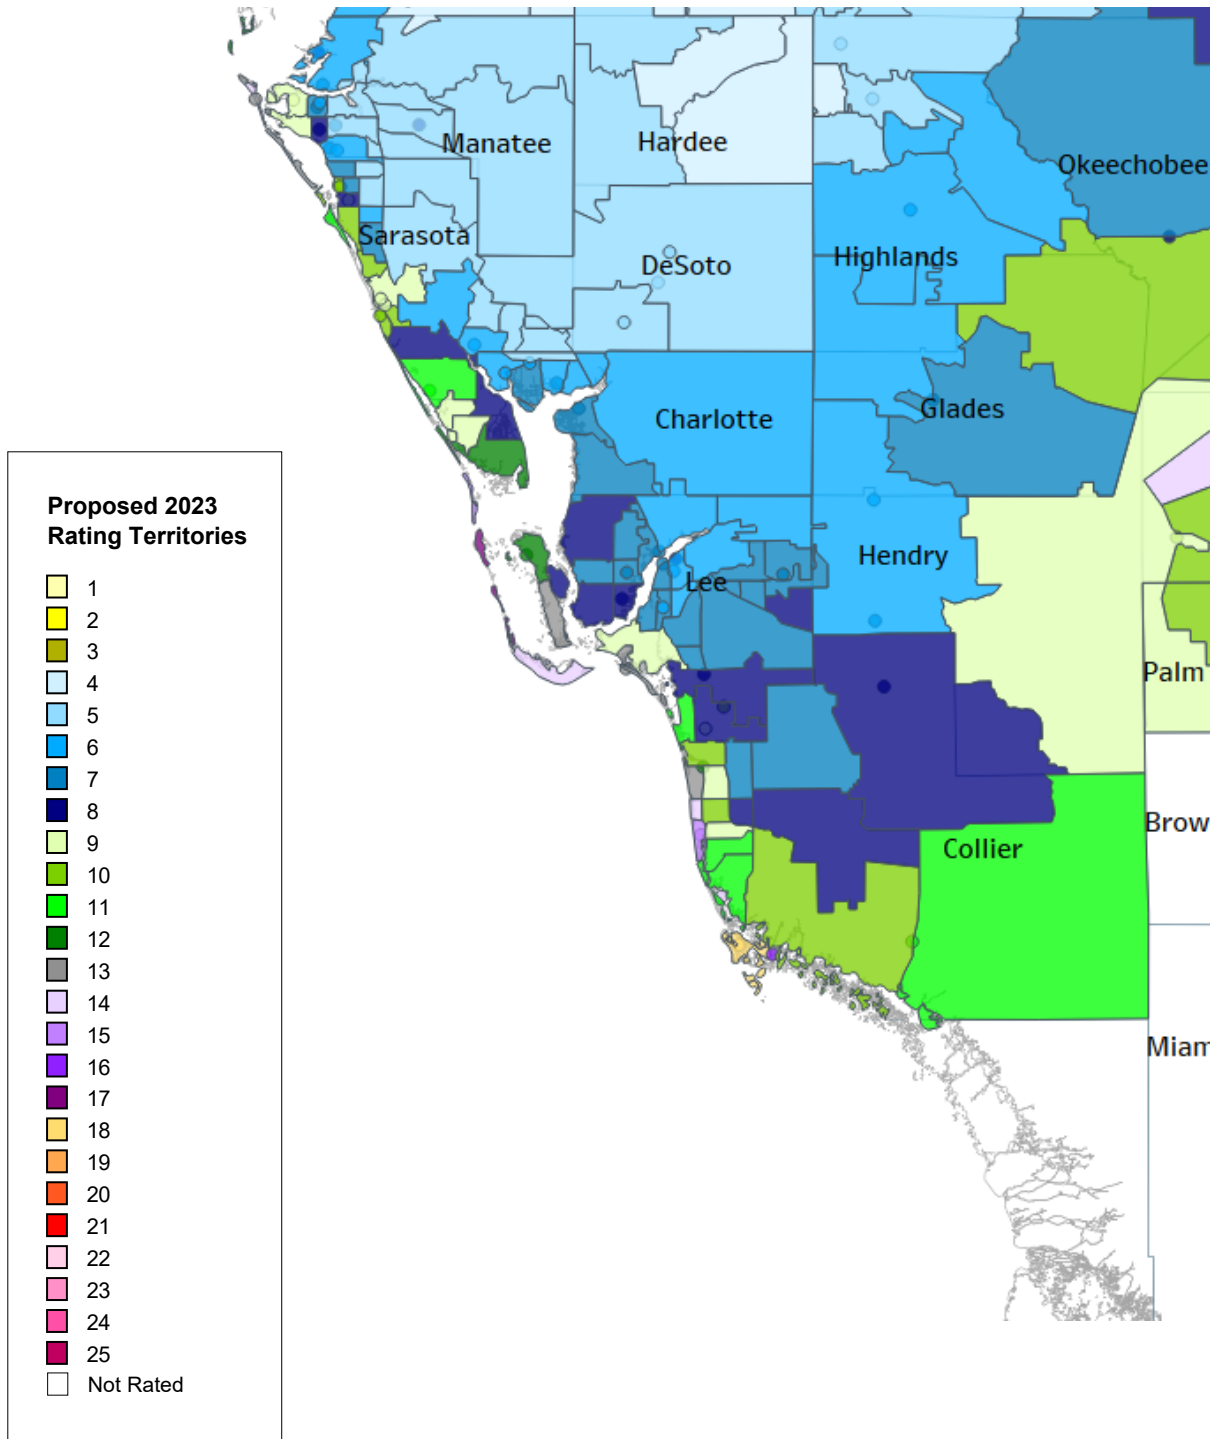 Manatee
Hardee
Okeechobee
Sarasota
DeSoto
Highlands
Charlotte
Glades
Hendry
Lee
Palm
Brow
Collier
Miam
Proposed 2023
Rating Territories
1
2
3
4
5
6
7
8
9
10
11
12
13
14
15
16
17
18
19
20
21
22
23
24
25
Not Rated